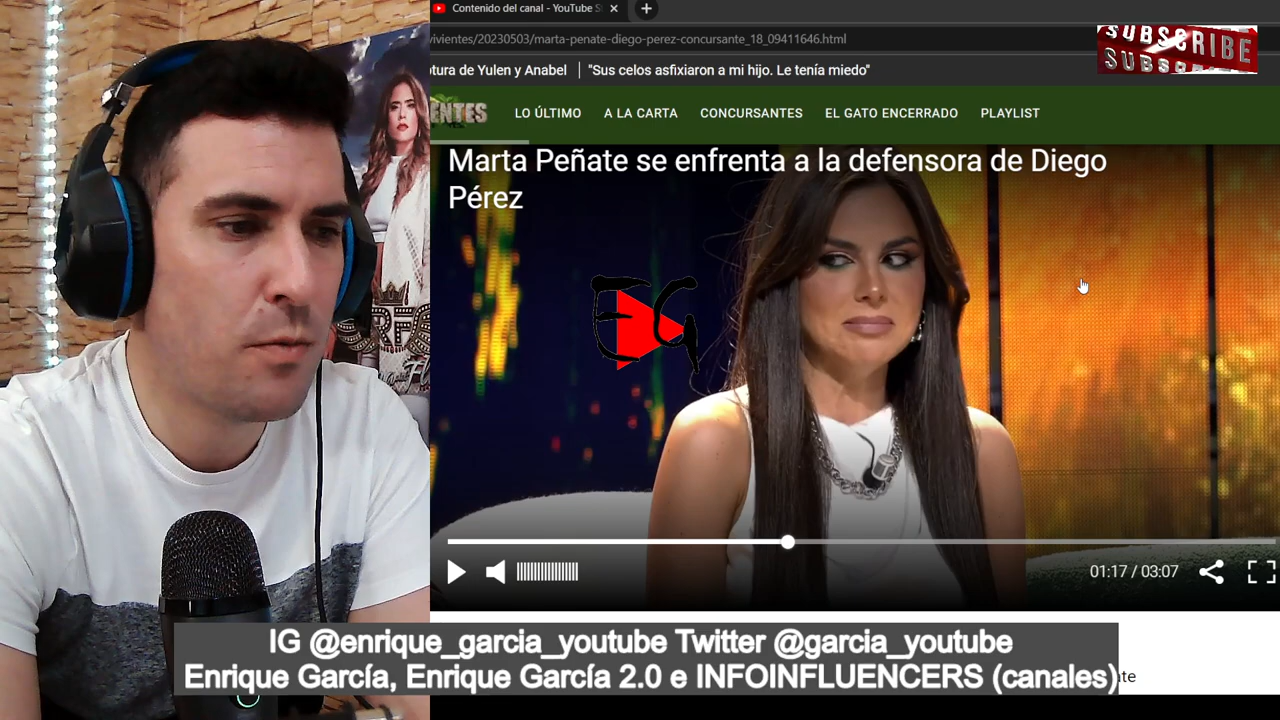 Contenido del canal - YouTube S
SUBSCRIBE
SUBS
vivientes/20230503/marta-penate-diego-perez-concursante_18_09411646.html
tura de Yulen y Anabel | "Sus celos asfixiaron a mi hijo. Le tenía miedo"
ENTES
LO ÚLTIMO A LA CARTA CONCURSANTES EL GATO ENCERRADO PLAYLIST
Marta Peñate se enfrenta a la defensora de Diego
Pérez
EG
01:17 / 03:07
IG @enrique_garcia_youtube Twitter @garcia_youtube
Enrique García, Enrique García 2.0 e INFOINFLUENCERS (canales)
te